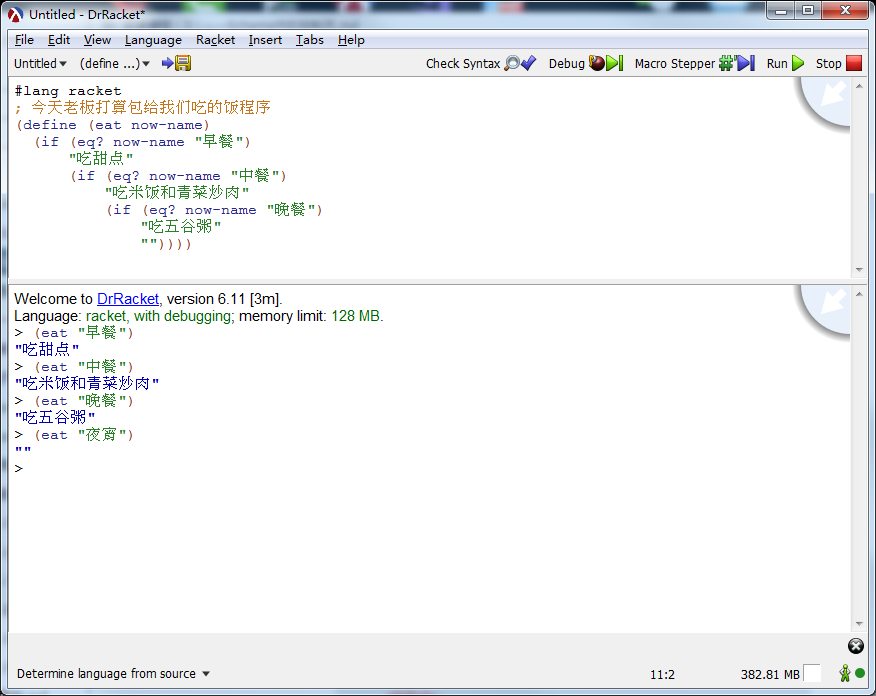 Untitled - DrRacket*
File Edit View Language Racket Insert Tabs Help
Untitled (define ...) Check Syntax Debug Macro Stepper Run Stop
#lang racket
; 今天老板打算包给我们吃的饭程序
(define (eat now-name)
  (if (eq? now-name "早餐")
      "吃甜点"
      (if (eq? now-name "中餐")
          "吃米饭和青菜炒肉"
          (if (eq? now-name "晚餐")
              "吃五谷粥"
              ""))))
Welcome to DrRacket, version 6.11 [3m].
Language: racket, with debugging; memory limit: 128 MB.
> (eat "早餐")
"吃甜点"
> (eat "中餐")
"吃米饭和青菜炒肉"
> (eat "晚餐")
"吃五谷粥"
> (eat "夜宵")
""
>
Determine language from source 11:2 382.81 MB